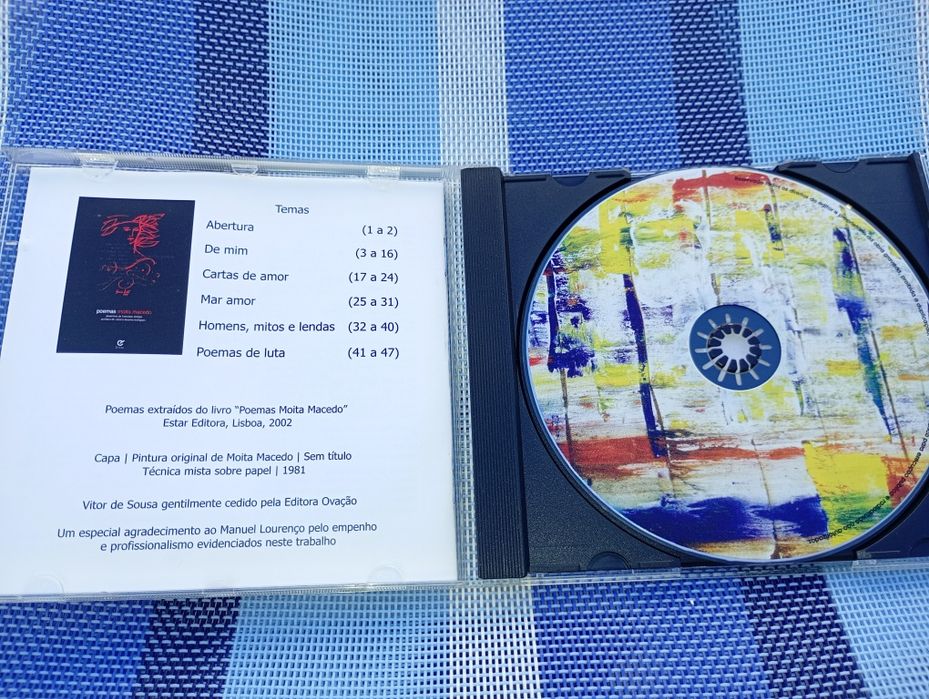 Temas
Abertura (1 a 2)
De mim (3 a 16)
Cartas de amor (17 a 24)
Mar amor (25 a 31)
Homens, mitos e lendas (32 a 40)
Poemas de luta (41 a 47)
poemas moita macedo
Poemas extraídos do livro "Poemas Moita Macedo"
Estar Editora, Lisboa, 2002
Capa | Pintura original de Moita Macedo | Sem título
Técnica mista sobre papel | 1981
Vitor de Sousa gentilmente cedido pela Editora Ovação
Um especial agradecimento ao Manuel Lourenço pelo empenho
e profissionalismo evidenciados neste trabalho